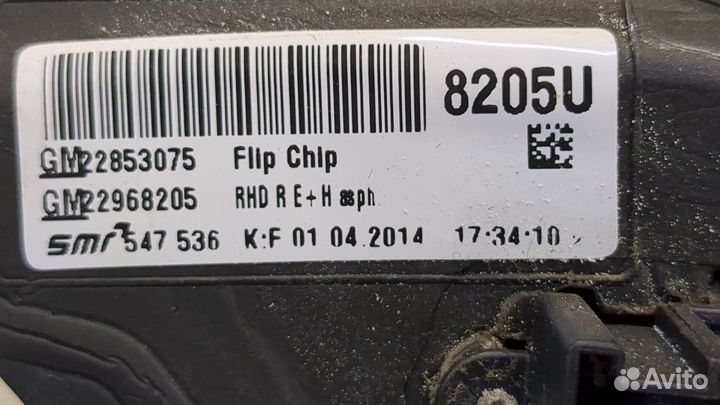 8205U
GM22853075 Flip Chip
GM22968205 RHD R E+H asph.
smr 547 536 K:F 01 04.2014 17:34:10
Avito